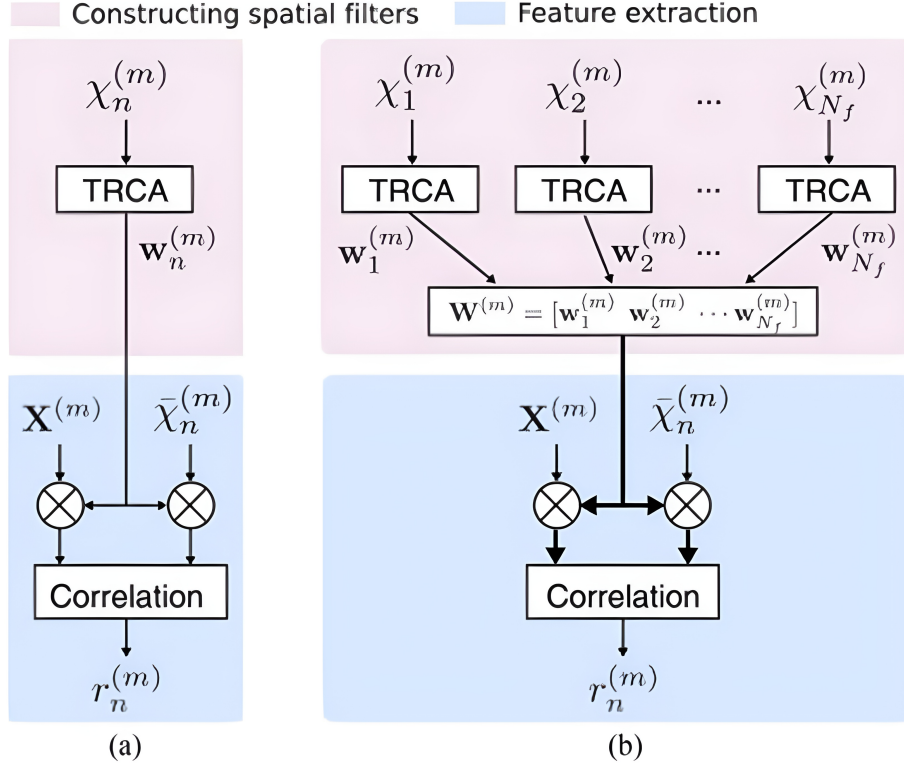 Constructing spatial filters Feature extraction
χ_n^{(m)} χ_1^{(m)} χ_2^{(m)} ... χ_{N_f}^{(m)}
TRCA TRCA TRCA ... TRCA
w_n^{(m)} w_1^{(m)} w_2^{(m)} ... w_{N_f}^{(m)}
W^{(m)} = [w_1^{(m)} w_2^{(m)} ⋯ w_{N_f}^{(m)}]
X^{(m)} χ̄_n^{(m)} X^{(m)} χ̄_n^{(m)}
Correlation Correlation
r_n^{(m)} r_n^{(m)}
(a) (b)